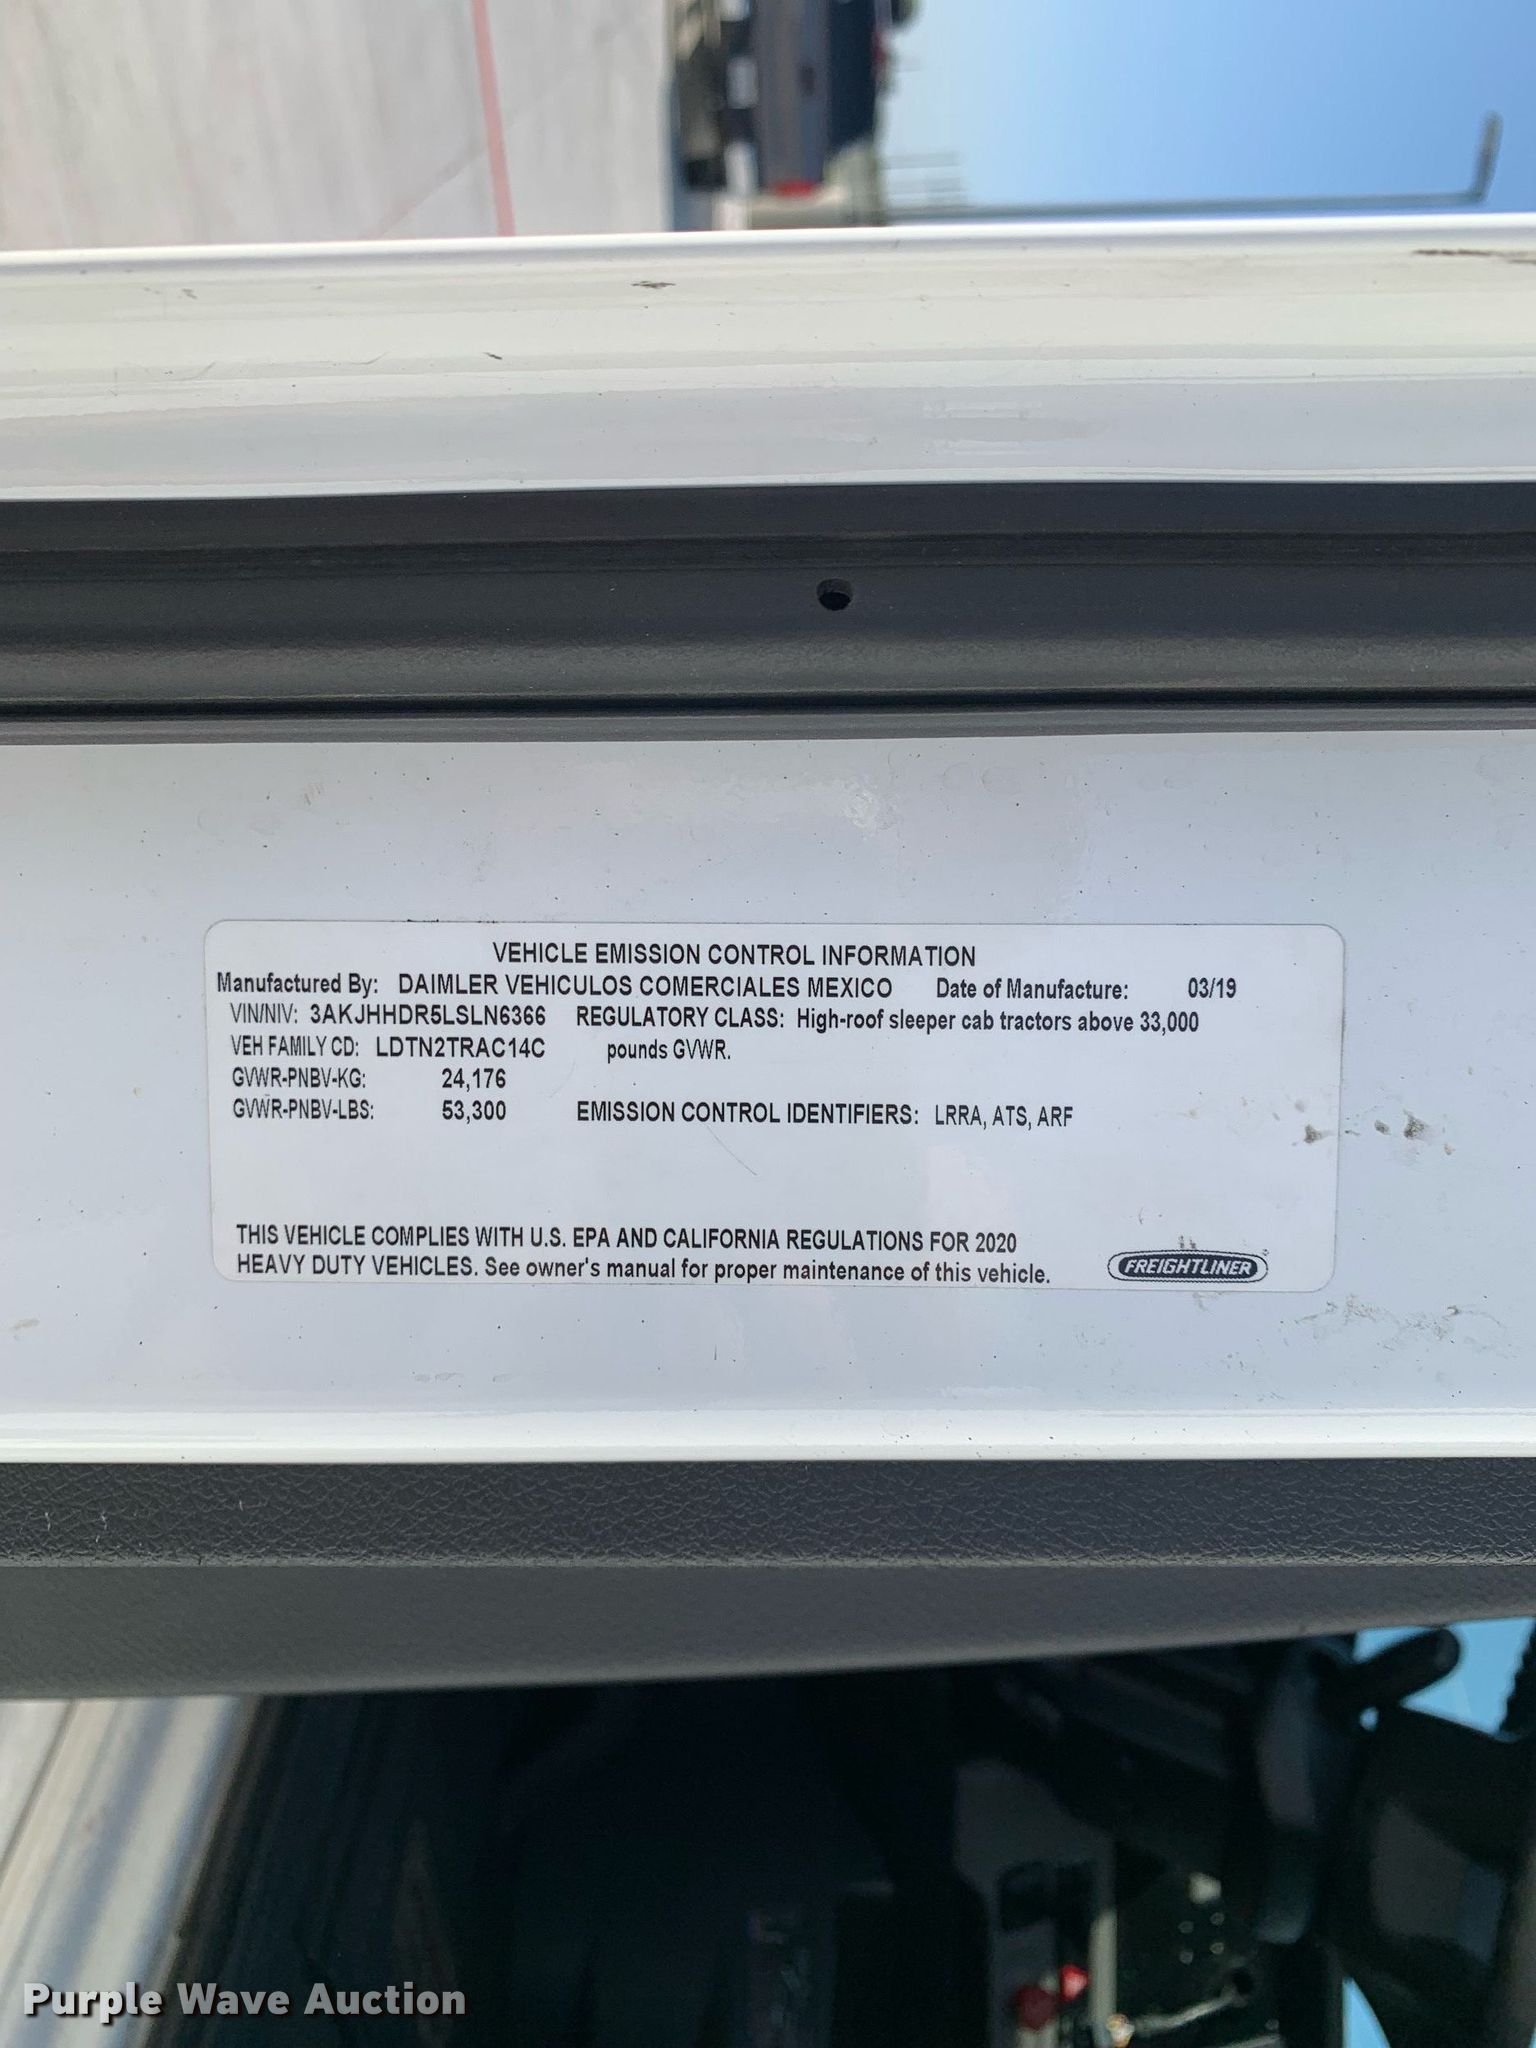 VEHICLE EMISSION CONTROL INFORMATION
Manufactured By: DAIMLER VEHICULOS COMERCIALES MEXICO Date of Manufacture: 03/19
VIN/NIV: 3AKJHHDR5LSLN6366 REGULATORY CLASS: High-roof sleeper cab tractors above 33,000
VEH FAMILY CD: LDTN2TRAC14C pounds GVWR.
GVWR-PNBV-KG: 24,176
GVWR-PNBV-LBS: 53,300 EMISSION CONTROL IDENTIFIERS: LRRA, ATS, ARF
THIS VEHICLE COMPLIES WITH U.S. EPA AND CALIFORNIA REGULATIONS FOR 2020
HEAVY DUTY VEHICLES. See owner's manual for proper maintenance of this vehicle.
FREIGHTLINER
Purple Wave Auction